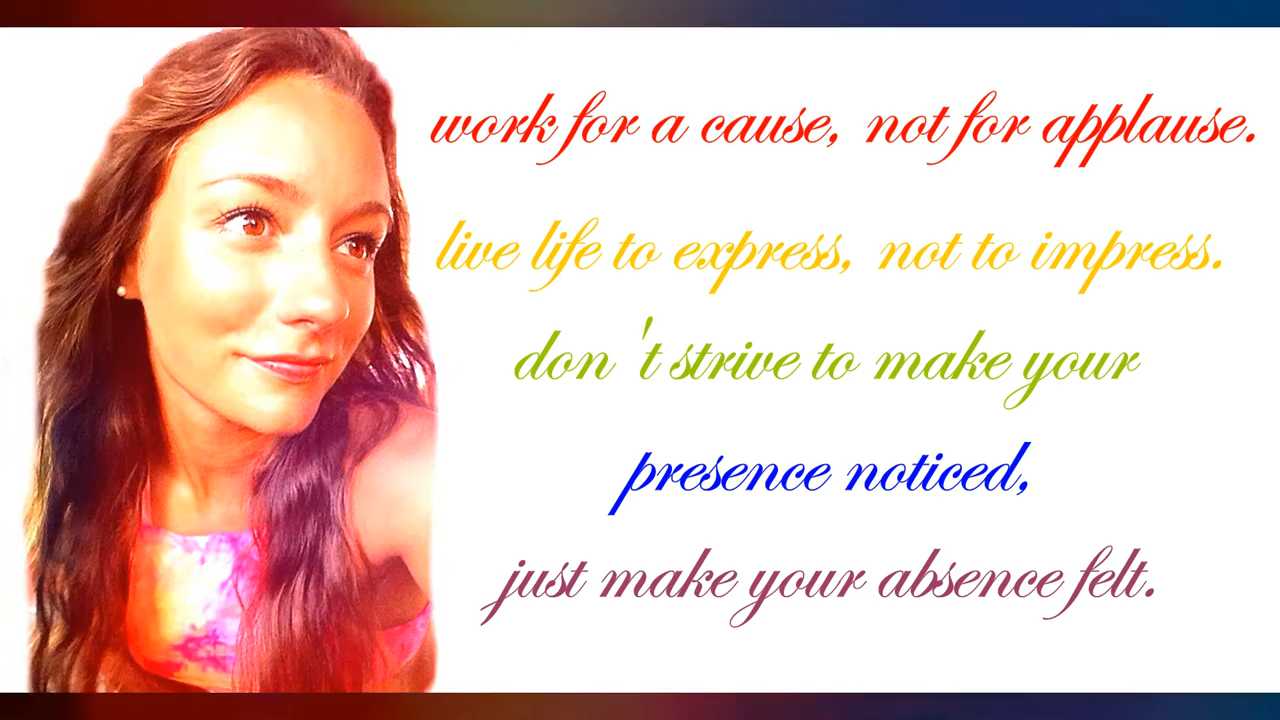 work for a cause, not for applause.
live life to express, not to impress.
don 't strive to make your
presence noticed,
just make your absence felt.